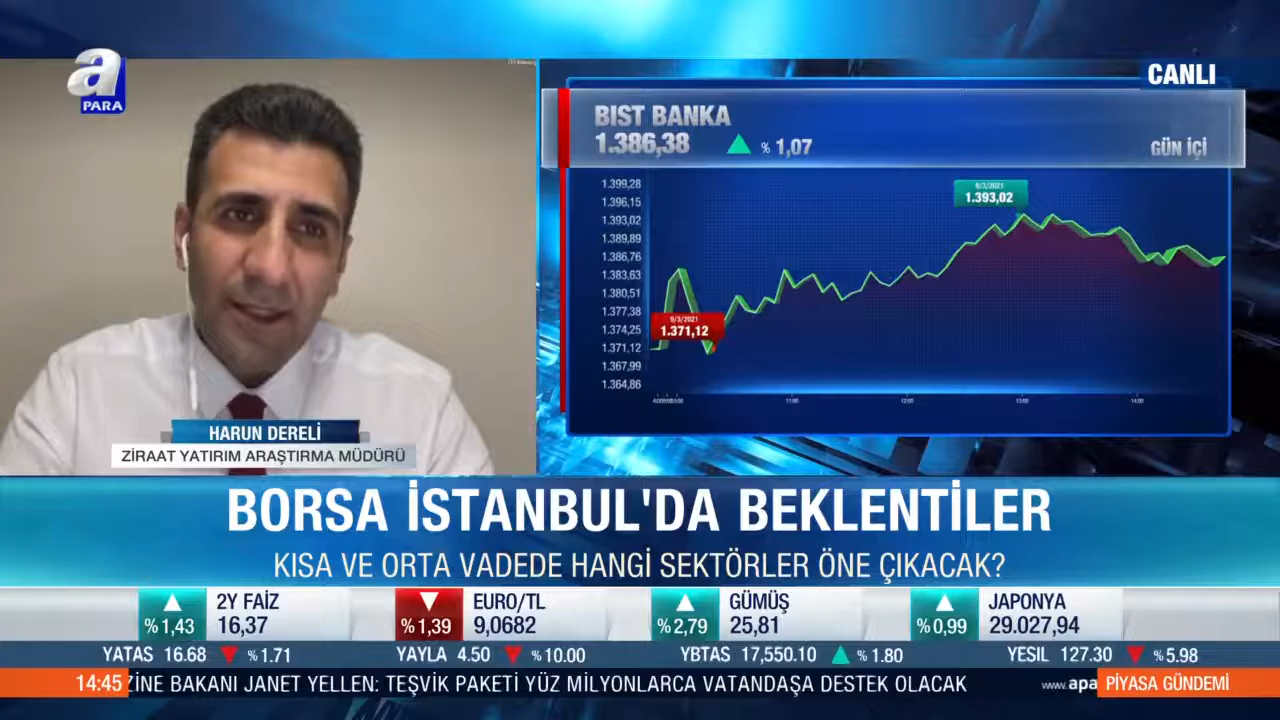 a
PARA
CANLI
BIST BANKA
1.386,38 % 1,07
GÜN İÇİ
1.399,28
1.396,15
1.393,02
1.389,89
1.386,76
1.383,63
1.380,51
1.377,38
1.374,25
1.371,12
1.367,99
1.364,86
9/3/2021
1.393,02
9/3/2021
1.371,12
11:00 12:00 13:00 14:00
HARUN DERELİ
ZİRAAT YATIRIM ARAŞTIRMA MÜDÜRÜ
BORSA İSTANBUL'DA BEKLENTİLER
KISA VE ORTA VADEDE HANGİ SEKTÖRLER ÖNE ÇIKACAK?
% 1,43 2Y FAİZ 16,37
% 1,39 EURO/TL 9,0682
% 2,79 GÜMÜŞ 25,81
% 0,99 JAPONYA 29.027,94
YATAS 16.68 % 1.71 YAYLA 4.50 % 10.00 YBTAS 17,550.10 % 1.80 YESIL 127.30 % 5.98
14:45 ZİNE BAKANI JANET YELLEN: TEŞVİK PAKETİ YÜZ MİLYONLARCA VATANDAŞA DESTEK OLACAK www.apa PİYASA GÜNDEMİ